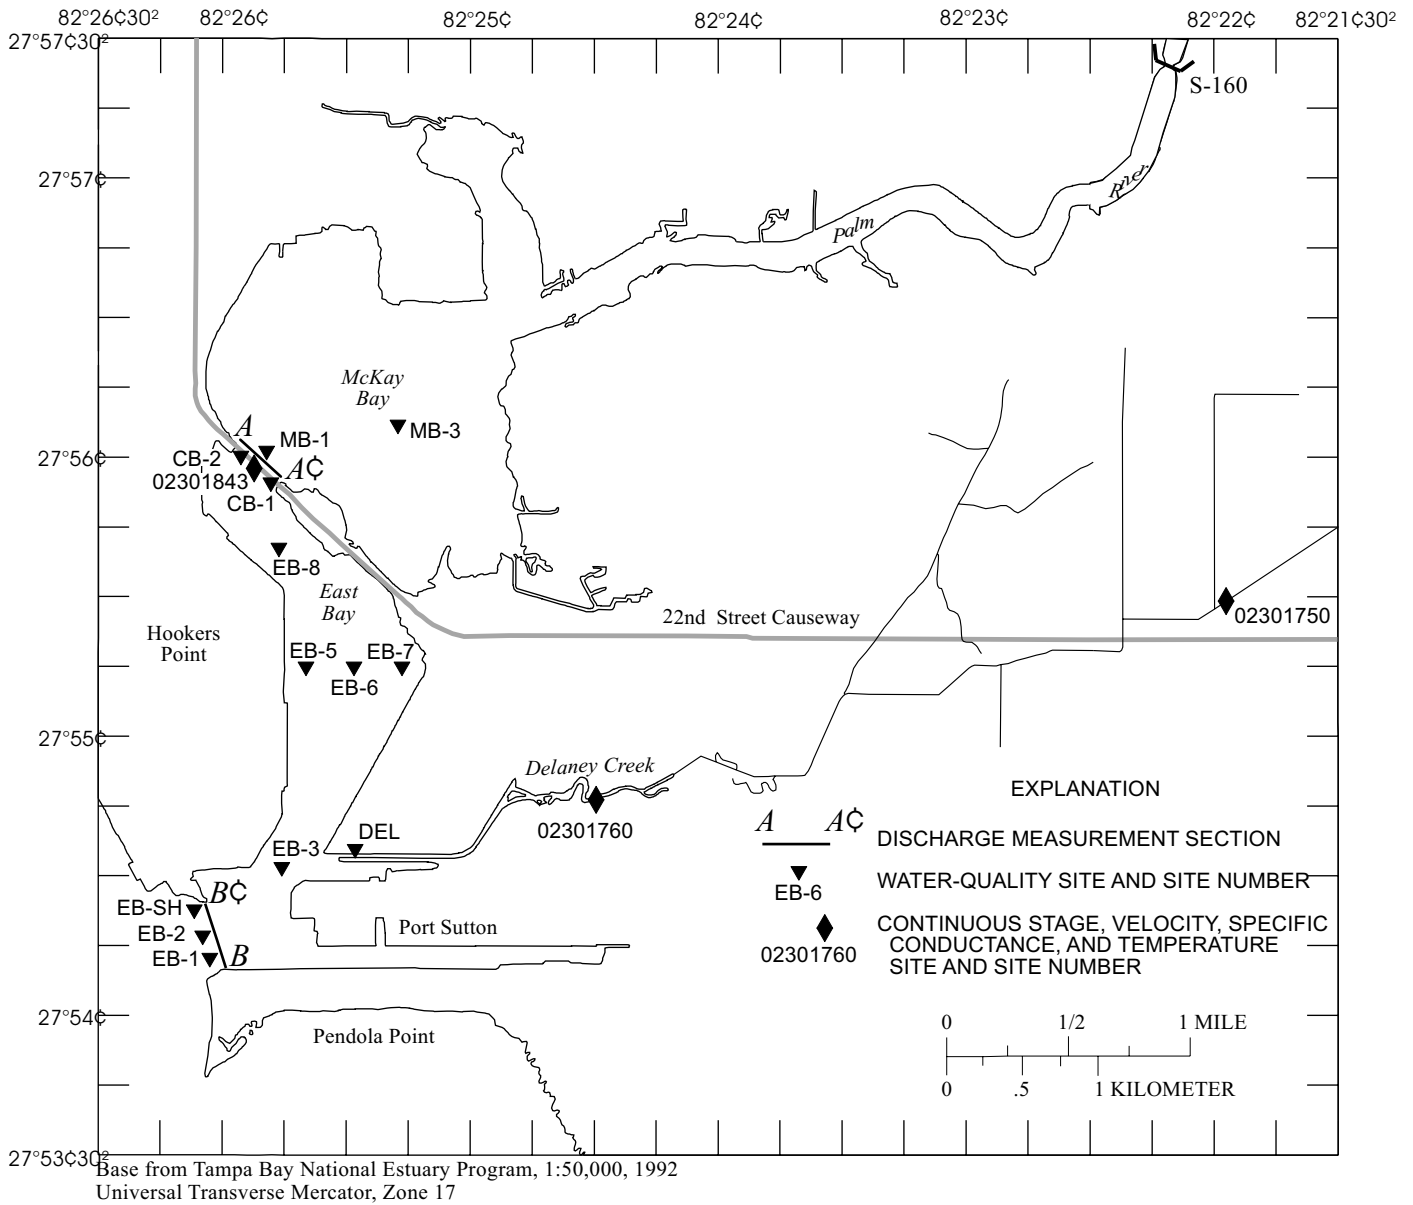 82°26¢30² 82°26¢ 82°25¢ 82°24¢ 82°23¢ 82°22¢ 82°21¢30²
27°57¢30²
S-160
27°57¢
River
Palm
McKay
Bay
MB-3
A
MB-1
27°56¢
CB-2
A¢
02301843
CB-1
EB-8
East
Bay
22nd Street Causeway
02301750
Hookers
Point
EB-5
EB-7
EB-6
27°55¢
Delaney Creek
02301760
DEL
EB-3
B¢
EB-SH
EB-2
EB-1
B
Port Sutton
27°54¢
Pendola Point
EXPLANATION
A A¢
DISCHARGE MEASUREMENT SECTION
EB-6
WATER-QUALITY SITE AND SITE NUMBER
02301760
CONTINUOUS STAGE, VELOCITY, SPECIFIC
CONDUCTANCE, AND TEMPERATURE
SITE AND SITE NUMBER
0 1/2 1 MILE
0 .5 1 KILOMETER
27°53¢30²
Base from Tampa Bay National Estuary Program, 1:50,000, 1992
Universal Transverse Mercator, Zone 17